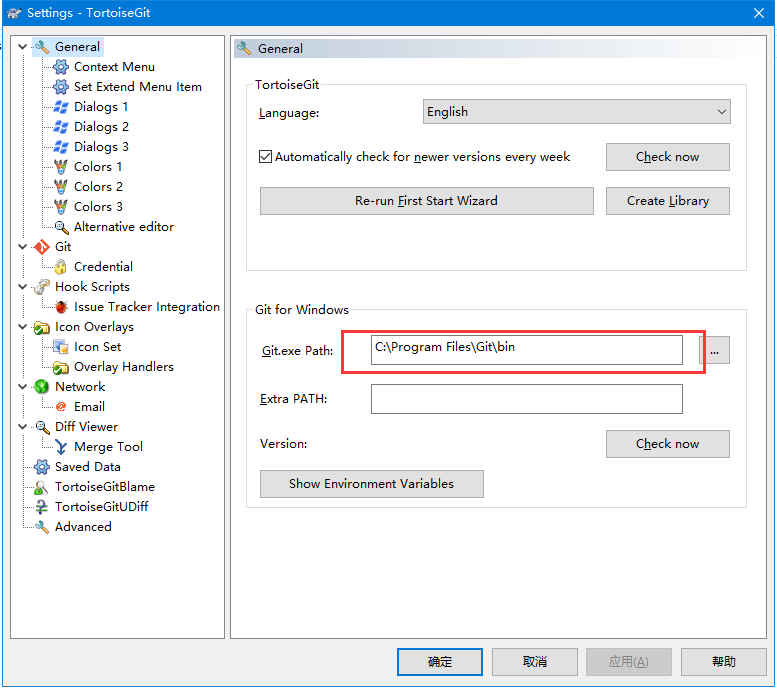 Settings - TortoiseGit
General
Context Menu
Set Extend Menu Item
Dialogs 1
Dialogs 2
Dialogs 3
Colors 1
Colors 2
Colors 3
Alternative editor
Git
Credential
Hook Scripts
Issue Tracker Integration
Icon Overlays
Icon Set
Overlay Handlers
Network
Email
Diff Viewer
Merge Tool
Saved Data
TortoiseGitBlame
TortoiseGitUDiff
Advanced
General
TortoiseGit
Language: English
Automatically check for newer versions every week Check now
Re-run First Start Wizard Create Library
Git for Windows
Git.exe Path: C:\Program Files\Git\bin ...
Extra PATH:
Version: Check now
Show Environment Variables
确定 取消 应用(A) 帮助